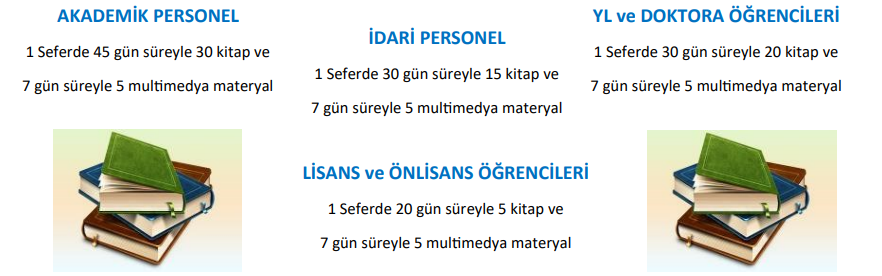 AKADEMİK PERSONEL
1 Seferde 45 gün süreyle 30 kitap ve
7 gün süreyle 5 multimedya materyal
İDARİ PERSONEL
1 Seferde 30 gün süreyle 15 kitap ve
7 gün süreyle 5 multimedya materyal
YL ve DOKTORA ÖĞRENCİLERİ
1 Seferde 30 gün süreyle 20 kitap ve
7 gün süreyle 5 multimedya materyal
LİSANS ve ÖNLİSANS ÖĞRENCİLERİ
1 Seferde 20 gün süreyle 5 kitap ve
7 gün süreyle 5 multimedya materyal